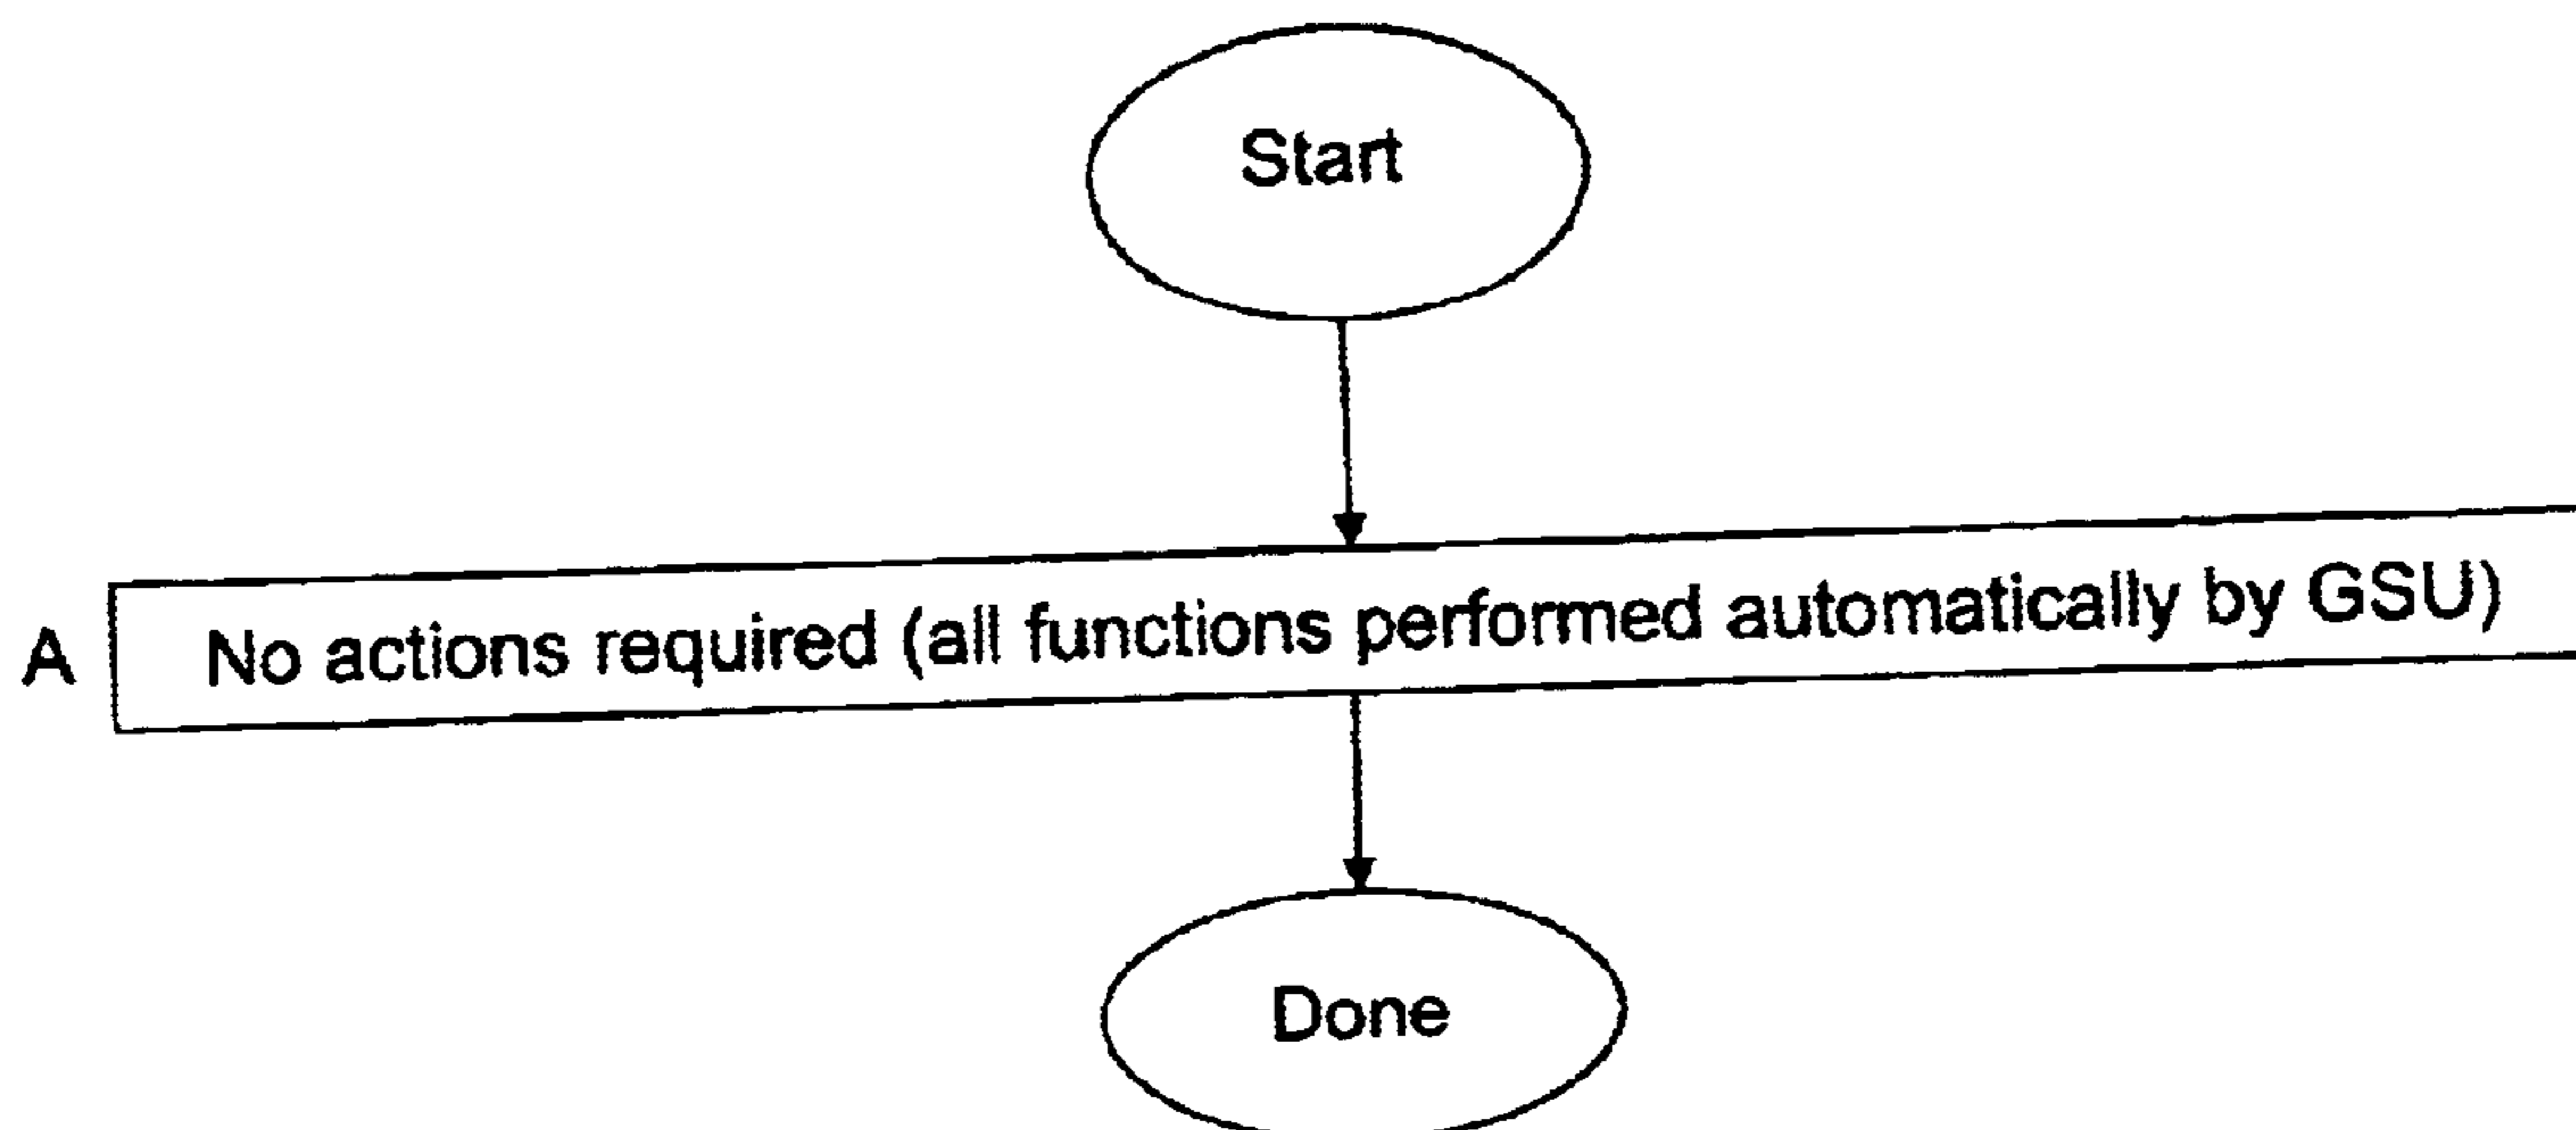 Start
A No actions required (all functions performed automatically by GSU)
Done